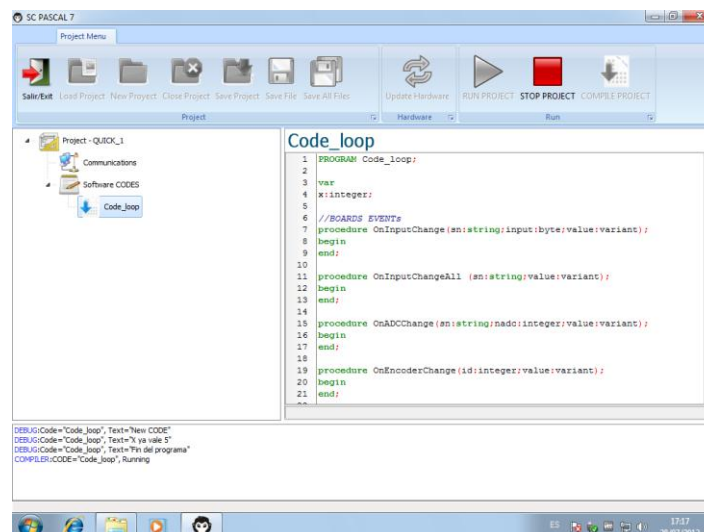 SC PASCAL 7
Project Menu
Salir/Exit Load Project New Proyect Close Project Save Project Save File Save All Files Update Hardware RUN PROJECT STOP PROJECT COMPILE PROJECT
Project Hardware Run
Project - QUICK_1
Communications
Software CODES
Code_loop
Code_loop
1 PROGRAM Code_loop;
2
3 var
4 x:integer;
5
6 //BOARDS EVENTs
7 procedure OnInputChange(sn:string;input:byte;value:variant);
8 begin
9 end;
10
11 procedure OnInputChangeAll (sn:string;value:variant);
12 begin
13 end;
14
15 procedure OnADCChange(sn:string;nadc:integer;value:variant);
16 begin
17 end;
18
19 procedure OnEncoderChange(id:integer;value:variant);
20 begin
21 end;
DEBUG:Code="Code_loop", Text="New CODE"
DEBUG:Code="Code_loop", Text="X ya vale 5"
DEBUG:Code="Code_loop", Text="Fin del programa"
COMPILER:CODE="Code_loop", Running
ES 17:17